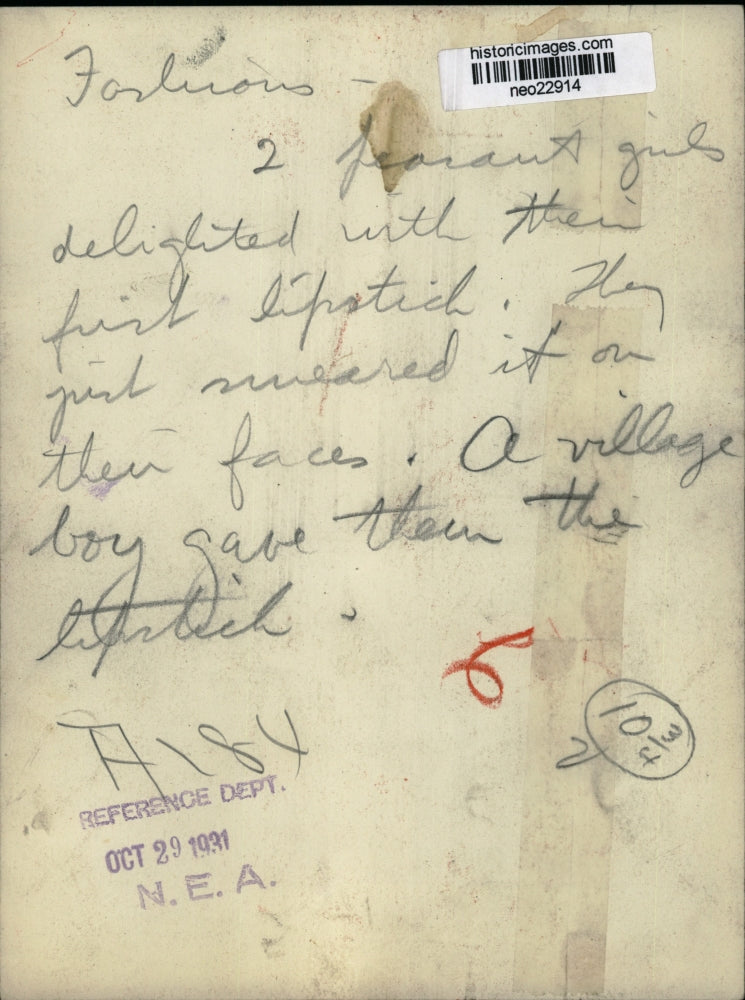 historicimages.com
neo22914
Fashions -
2 peasant girls
delighted with their
first lipstick. They
just smeared it on
their faces. A village
boy gave them the
lipstick.
10 3/4
2
A184
REFERENCE DEPT.
OCT 29 1931
N. E. A.